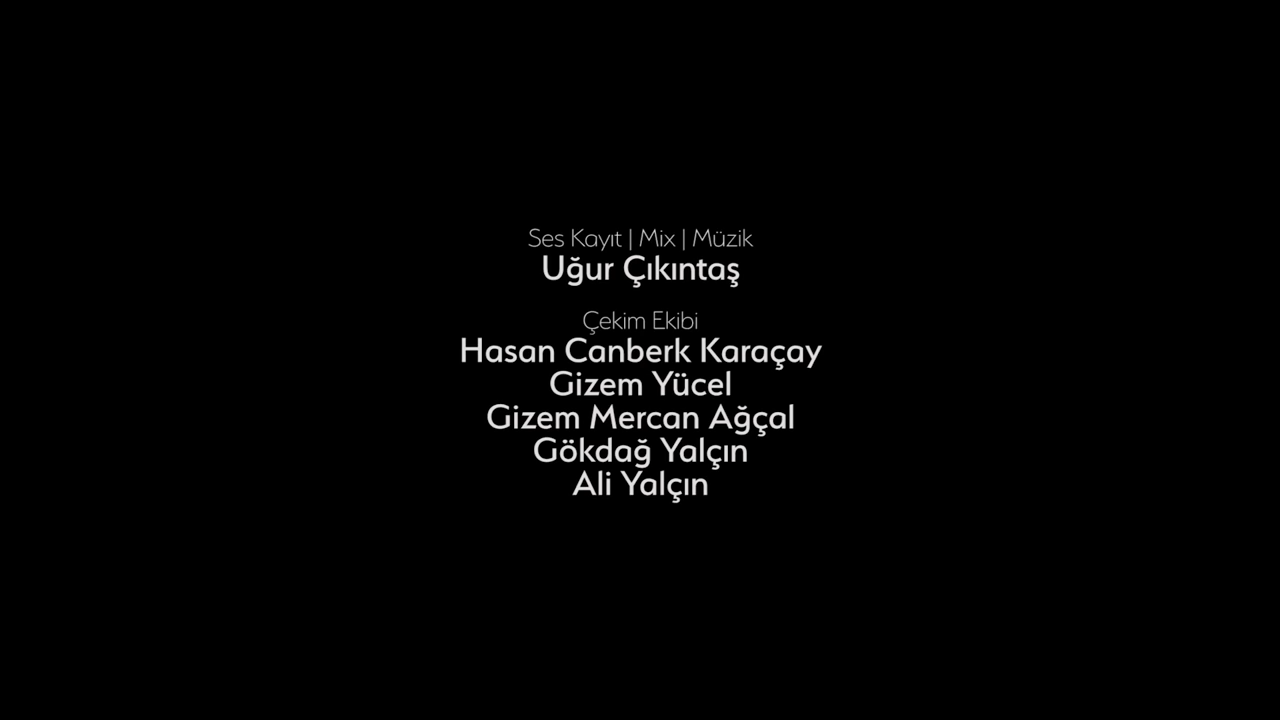 Ses Kayıt | Mix | Müzik
Uğur Çıkıntaş
Çekim Ekibi
Hasan Canberk Karaçay
Gizem Yücel
Gizem Mercan Ağçal
Gökdağ Yalçın
Ali Yalçın